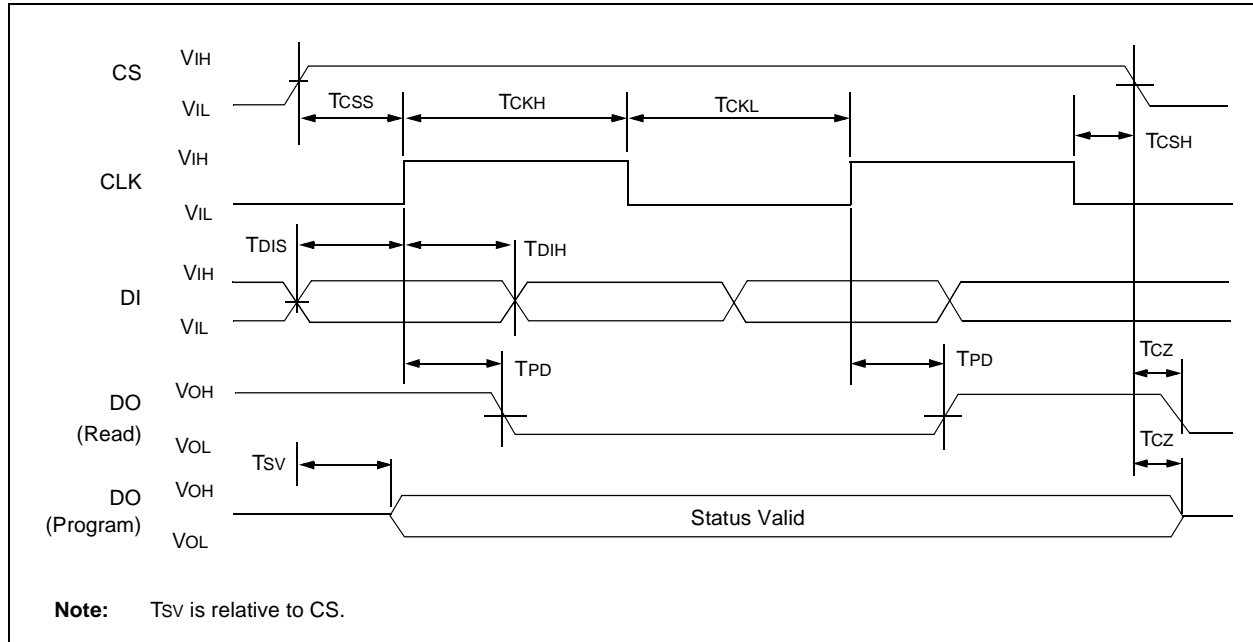 CS
VIH
VIL
TCSS
TCKH
TCKL
TCSH
CLK
VIH
VIL
TDIS
TDIH
DI
VIH
VIL
TPD
TPD
TCZ
DO
(Read)
VOH
VOL
TCZ
TSV
DO
(Program)
VOH
VOL
Status Valid
Note: TSV is relative to CS.